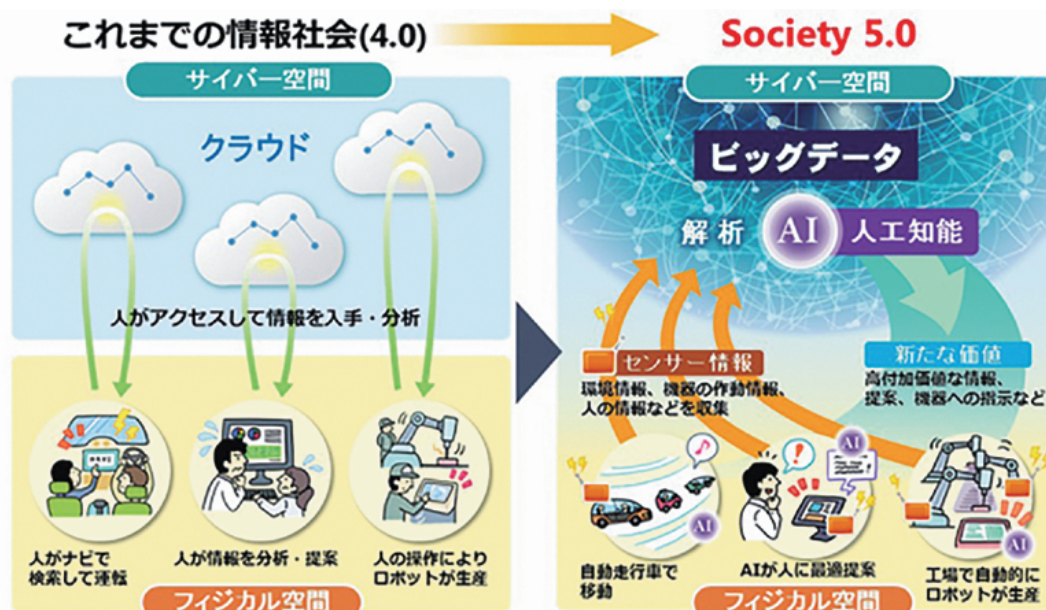 これまでの情報社会(4.0)
Society 5.0
サイバー空間
クラウド
人がアクセスして情報を入手・分析
人がナビで
検索して運転
人が情報を分析・提案
人の操作により
ロボットが生産
フィジカル空間
サイバー空間
ビッグデータ
解析
AI
人工知能
センサー情報
環境情報、機器の作動情報、
人の情報などを収集
新たな価値
高付加価値な情報、
提案、機器への指示など
AI
AI
AI
自動走行車で
移動
AIが人に最適提案
工場で自動的に
ロボットが生産
フィジカル空間